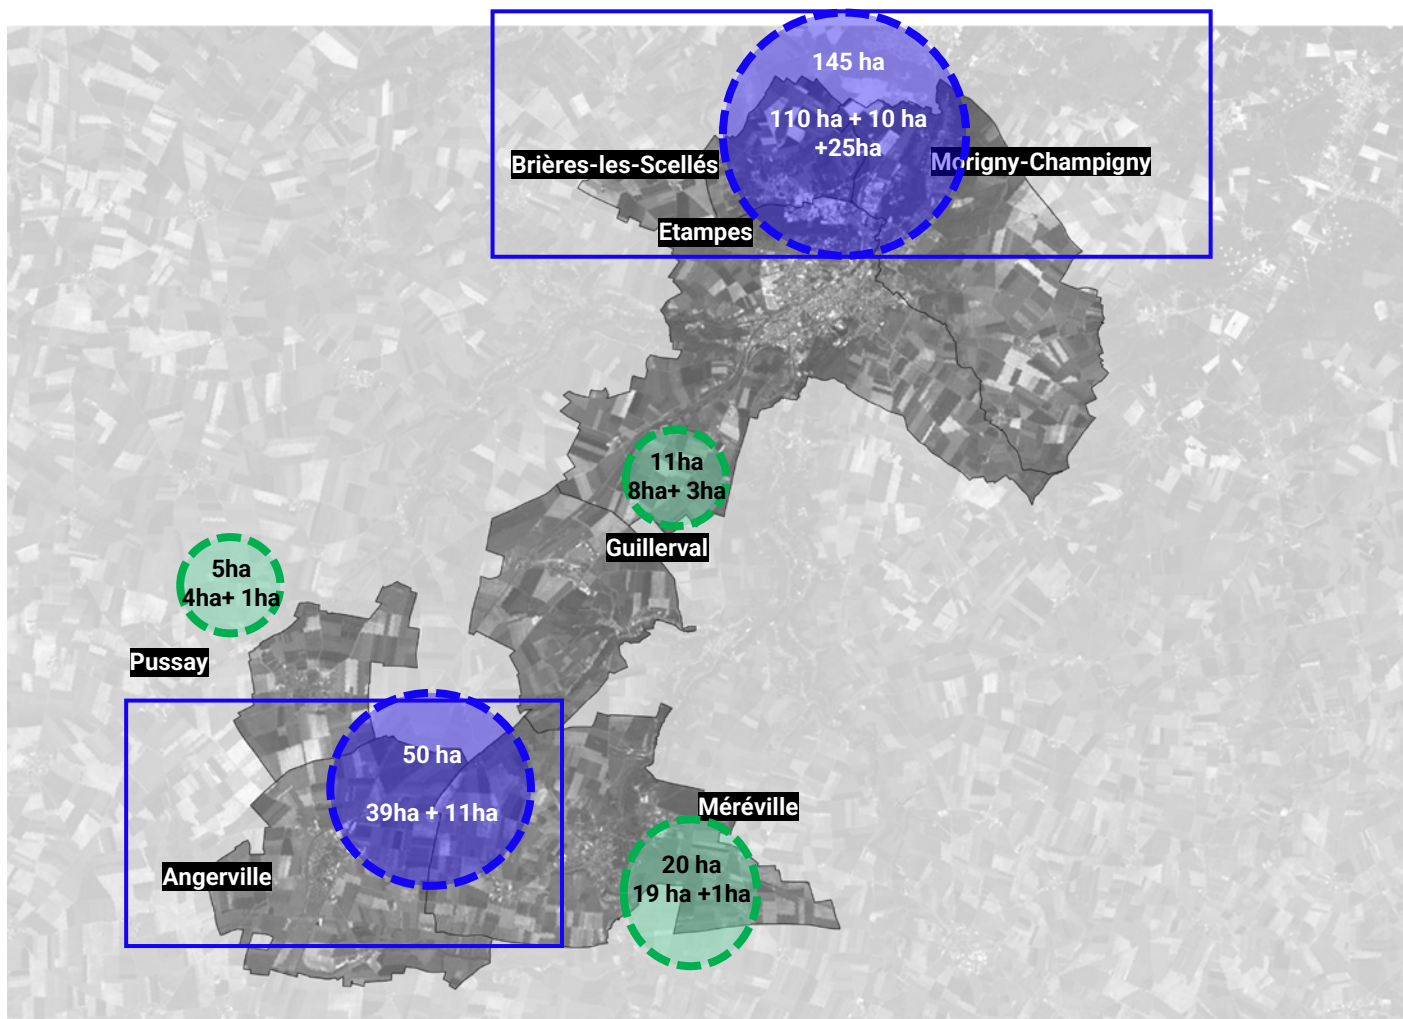 145 ha
110 ha + 10 ha
+25ha
Brières-les-Scellés
Morigny-Champigny
Etampes
11ha
8ha+ 3ha
Guillerval
5ha
4ha+ 1ha
Pussay
50 ha
39ha + 11ha
Méréville
Angerville
20 ha
19 ha +1ha